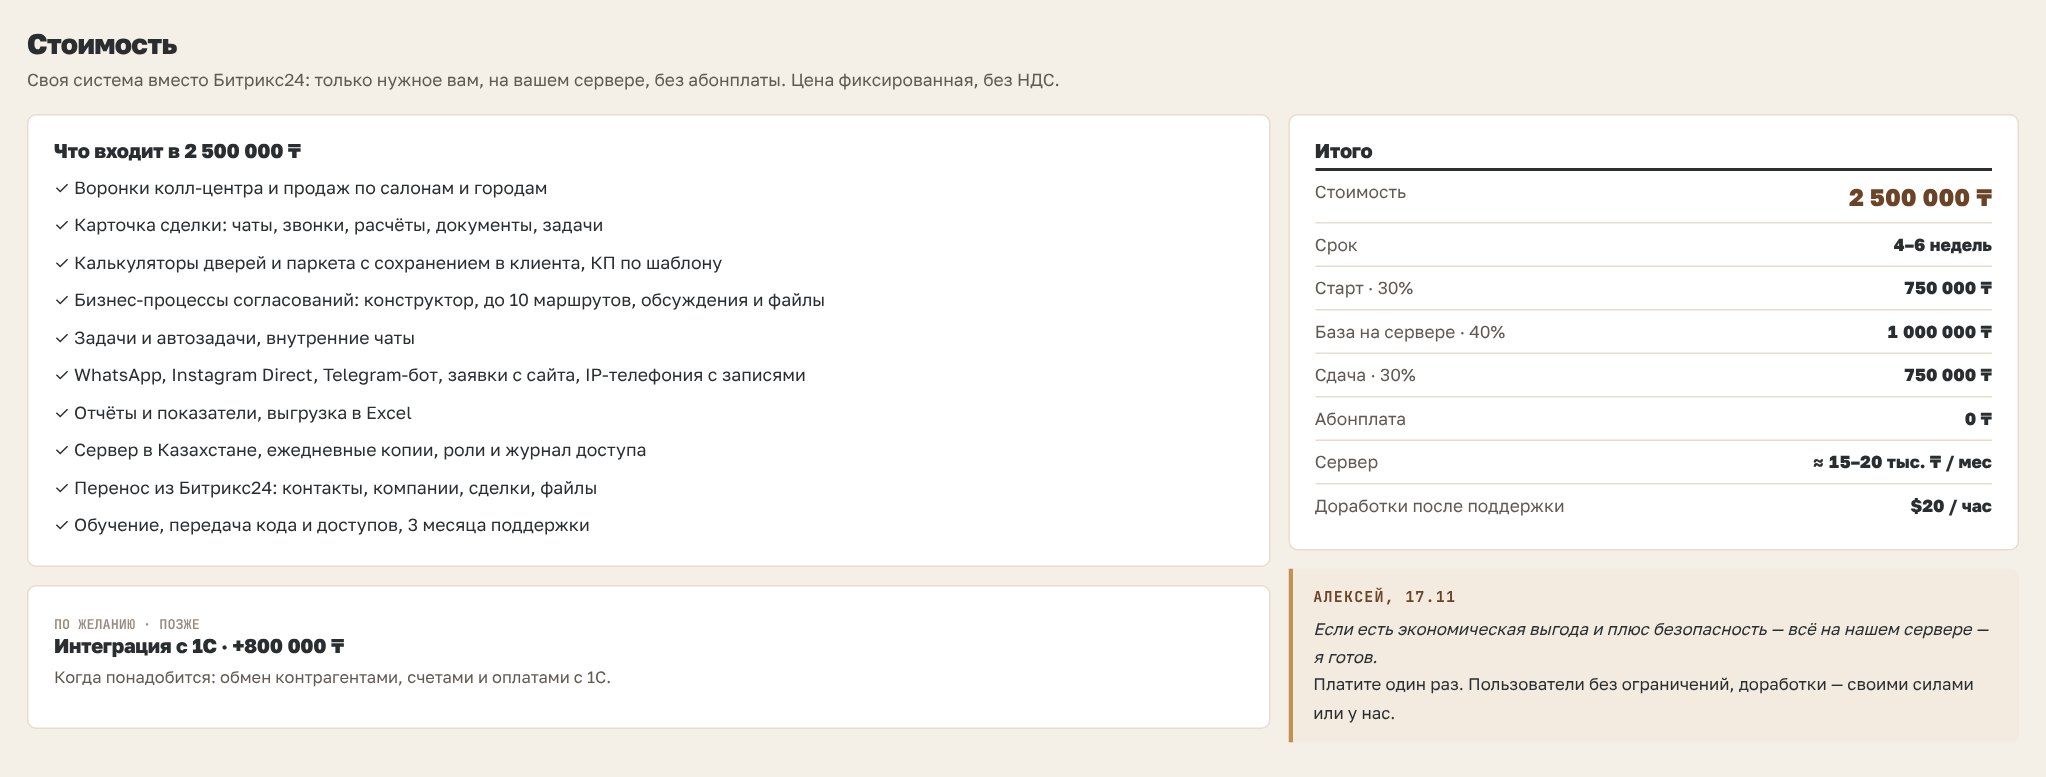 Стоимость
Своя система вместо Битрикс24: только нужное вам, на вашем сервере, без абонплаты. Цена фиксированная, без НДС.
Что входит в 2 500 000 ₸
✓ Воронки колл-центра и продаж по салонам и городам
✓ Карточка сделки: чаты, звонки, расчёты, документы, задачи
✓ Калькуляторы дверей и паркета с сохранением в клиента, КП по шаблону
✓ Бизнес-процессы согласований: конструктор, до 10 маршрутов, обсуждения и файлы
✓ Задачи и автозадачи, внутренние чаты
✓ WhatsApp, Instagram Direct, Telegram-бот, заявки с сайта, IP-телефония с записями
✓ Отчёты и показатели, выгрузка в Excel
✓ Сервер в Казахстане, ежедневные копии, роли и журнал доступа
✓ Перенос из Битрикс24: контакты, компании, сделки, файлы
✓ Обучение, передача кода и доступов, 3 месяца поддержки
ПО ЖЕЛАНИЮ · ПОЗЖЕ
Интеграция с 1С · +800 000 ₸
Когда понадобится: обмен контрагентами, счетами и оплатами с 1С.
Итого
Стоимость 2 500 000 ₸
Срок 4–6 недель
Старт · 30% 750 000 ₸
База на сервере · 40% 1 000 000 ₸
Сдача · 30% 750 000 ₸
Абонплата 0 ₸
Сервер ≈ 15–20 тыс. ₸ / мес
Доработки после поддержки $20 / час
АЛЕКСЕЙ, 17.11
Если есть экономическая выгода и плюс безопасность — всё на нашем сервере —
я готов.
Платите один раз. Пользователи без ограничений, доработки — своими силами
или у нас.